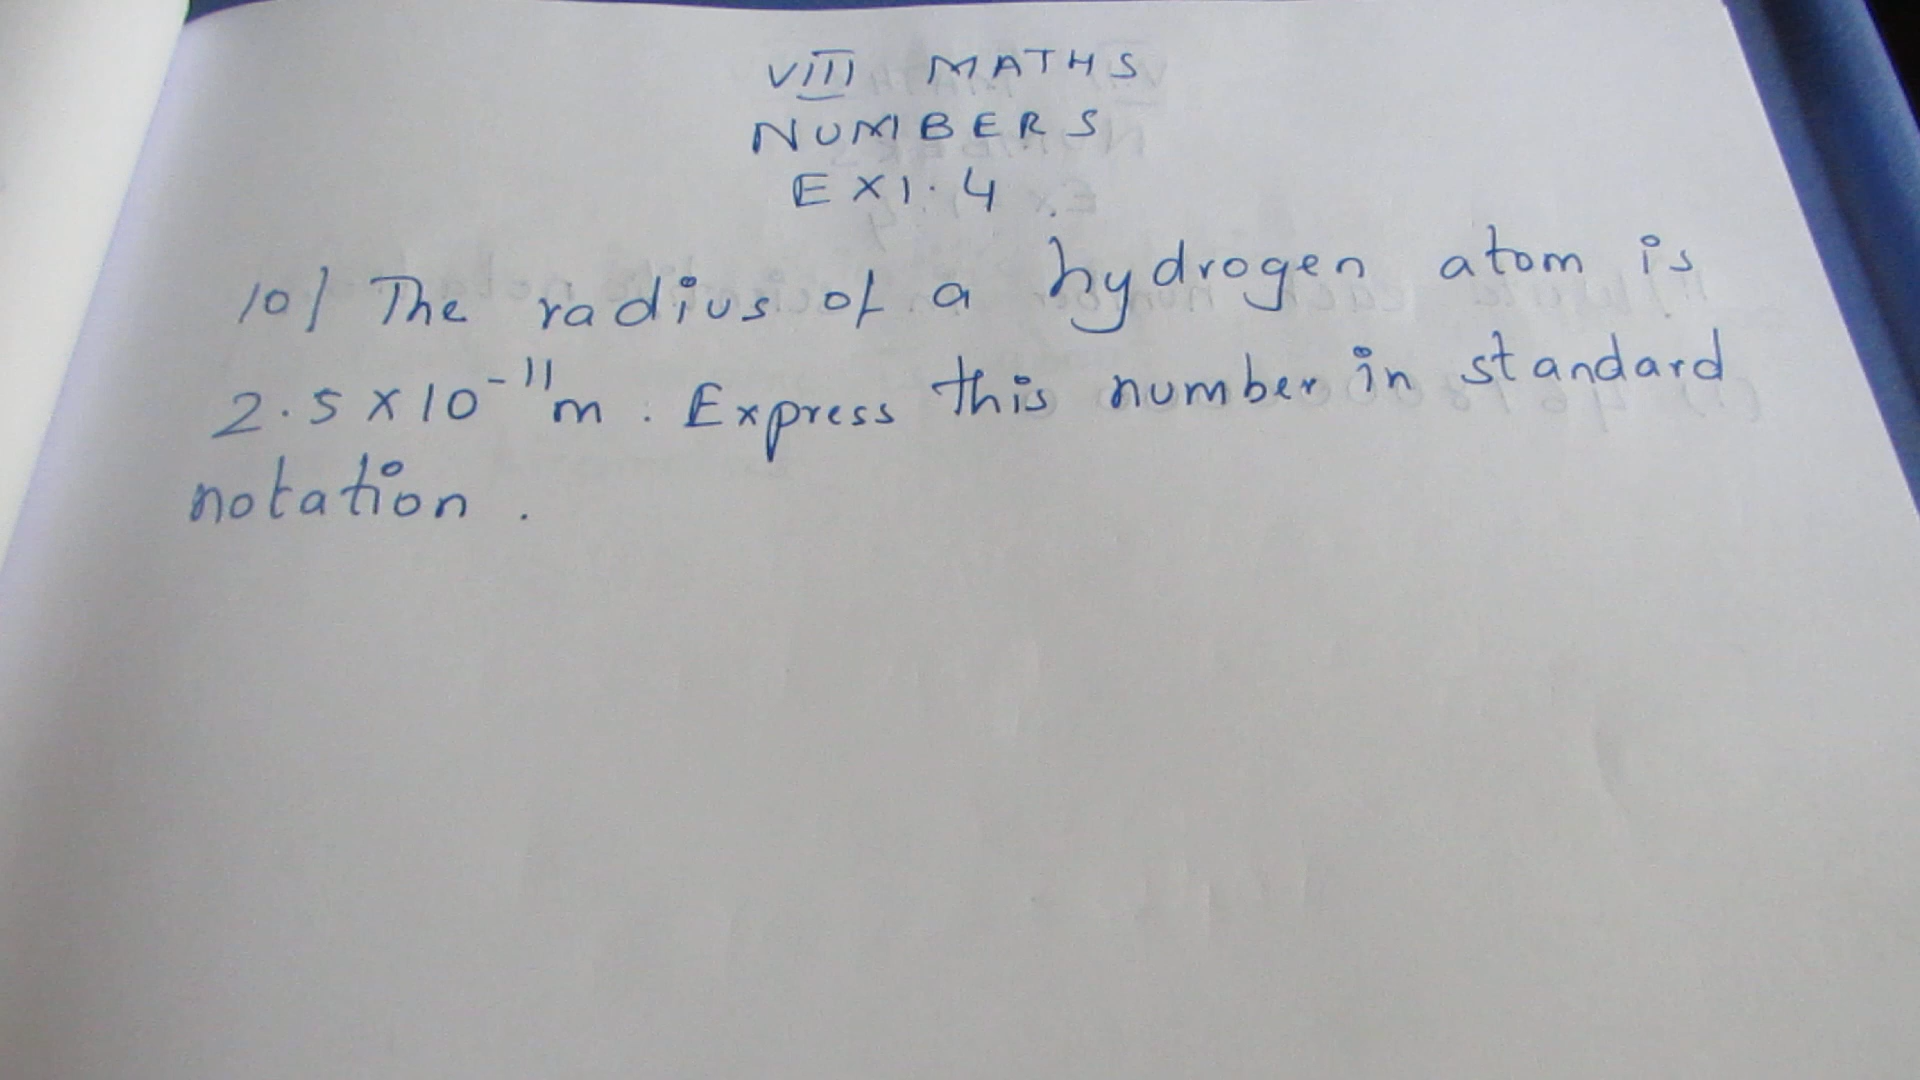 VIII MATHS
NUMBERS
EX1.4
10) The radius of a hydrogen atom is
2.5 x 10⁻¹¹m. Express this number in standard
notation.